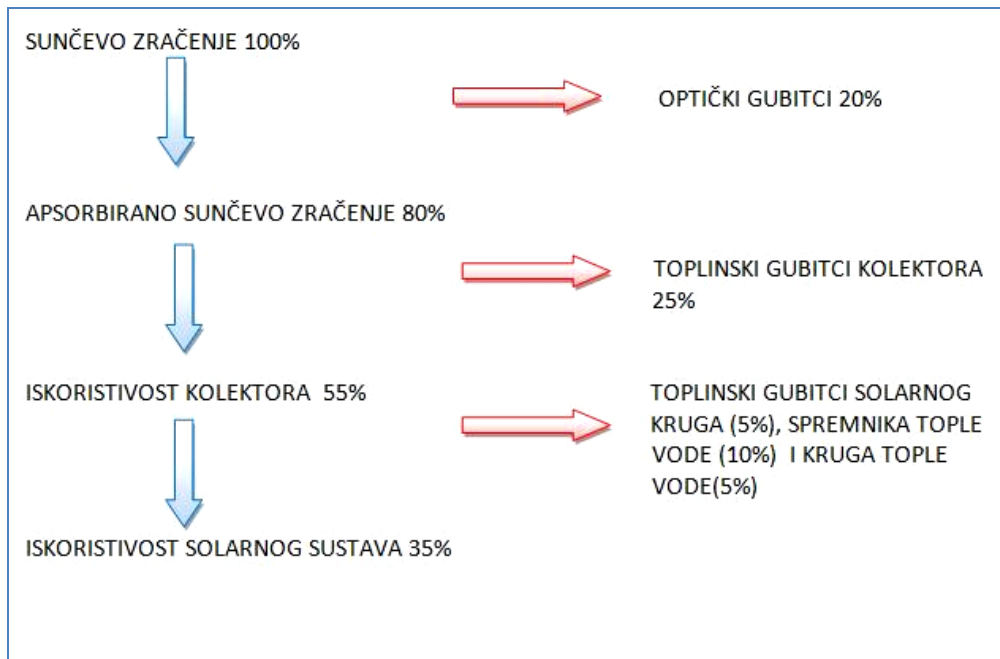 SUNČEVO ZRAČENJE 100%
OPTIČKI GUBITCI 20%
APSORBIRANO SUNČEVO ZRAČENJE 80%
TOPLINSKI GUBITCI KOLEKTORA
25%
ISKORISTIVOST KOLEKTORA 55%
TOPLINSKI GUBITCI SOLARNOG
KRUGA (5%), SPREMNIKA TOPLE
VODE (10%) I KRUGA TOPLE
VODE(5%)
ISKORISTIVOST SOLARNOG SUSTAVA 35%